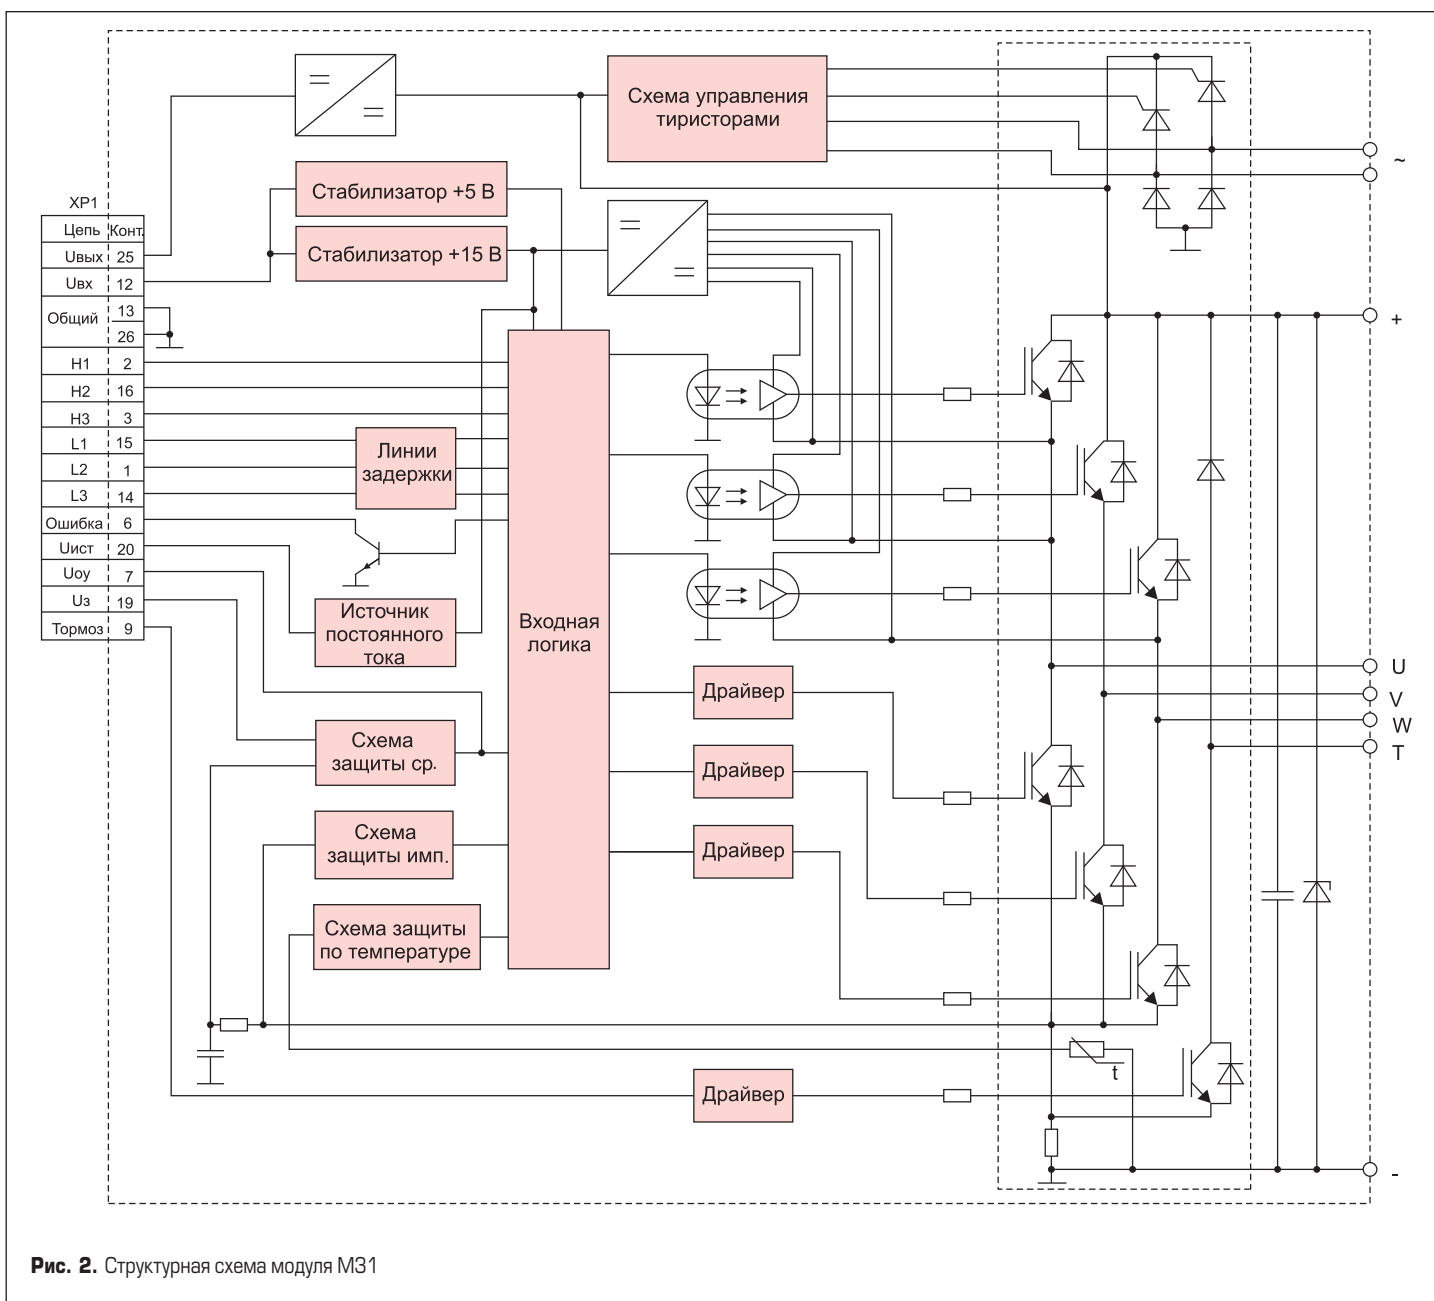 Схема управления
тиристорами
~
Стабилизатор +5 В
XP1
Цепь Конт.
Стабилизатор +15 В
Uвых 25
Uвх 12
Общий 13
26
+
H1 2
H2 16
H3 3
L1 15
L2 1
L3 14
Линии
задержки
Ошибка 6
Uист 20
Uоу 7
Uз 19
Тормоз 9
Источник
постоянного
тока
Входная
логика
U
V
W
T
Драйвер
Схема
защиты ср.
Драйвер
Схема
защиты имп.
Драйвер
Схема защиты
по температуре
t
Драйвер
-
Рис. 2. Структурная схема модуля М31